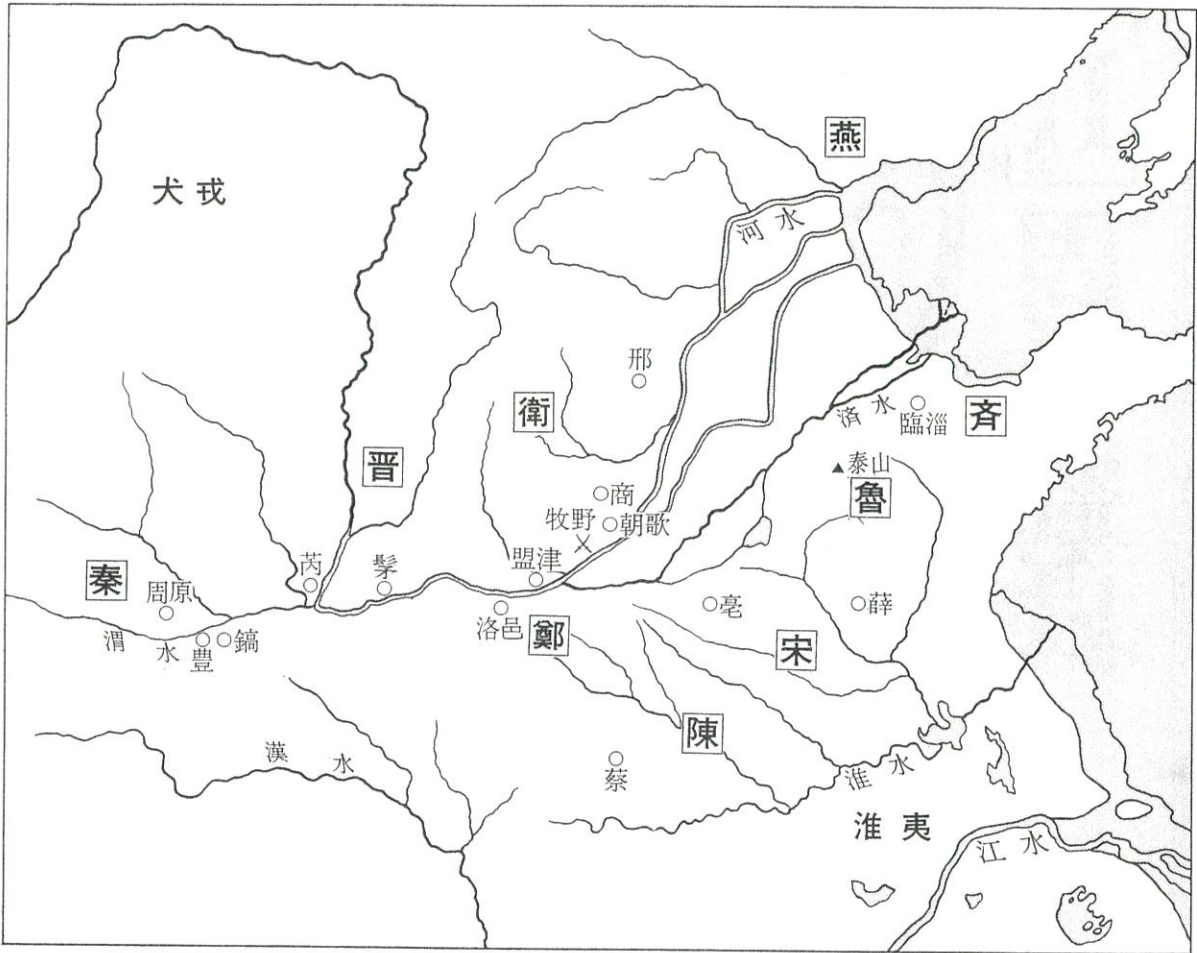 燕
犬戎
河水
邢
衛
済水
臨淄
斉
晋
泰山
魯
商
牧野
朝歌
盟津
芮
秦
周原
亳
薛
洛邑
鄭
宋
渭水
豊
鎬
陳
漢水
蔡
淮水
淮夷
江水